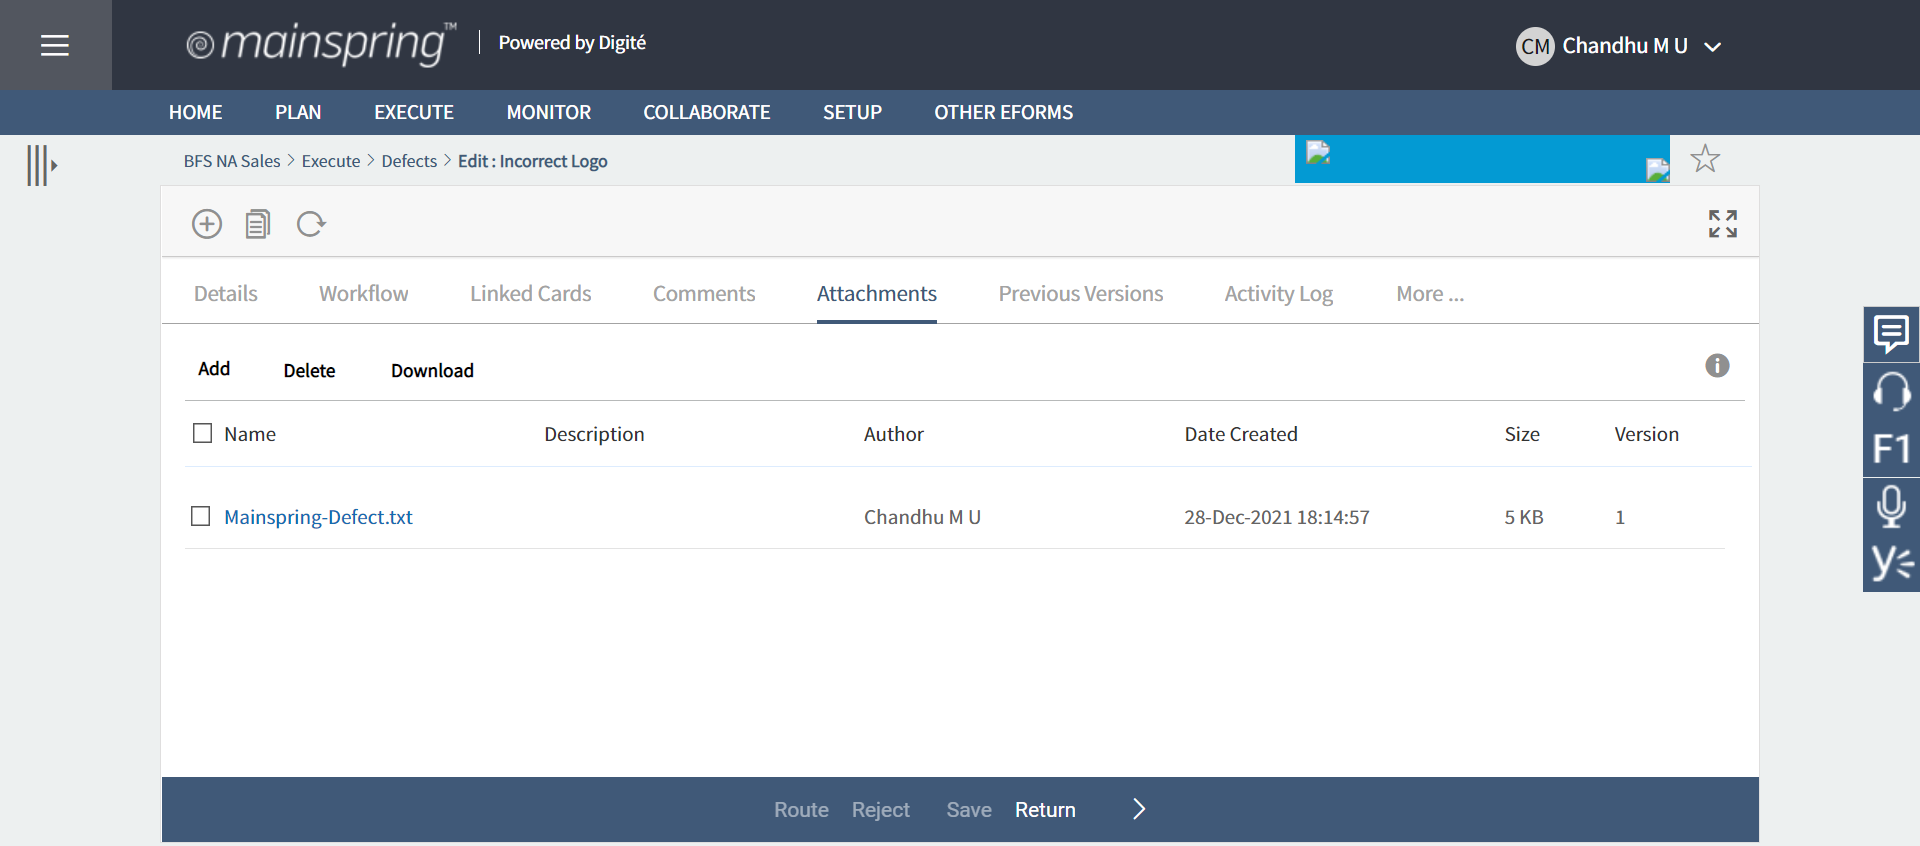 mainspring™ Powered by Digité
CM Chandhu M U
HOME PLAN EXECUTE MONITOR COLLABORATE SETUP OTHER EFORMS
BFS NA Sales > Execute > Defects > Edit : Incorrect Logo
Details Workflow Linked Cards Comments Attachments Previous Versions Activity Log More ...
Add Delete Download
Name Description Author Date Created Size Version
F1
Mainspring-Defect.txt Chandhu M U 28-Dec-2021 18:14:57 5 KB 1
Route Reject Save Return